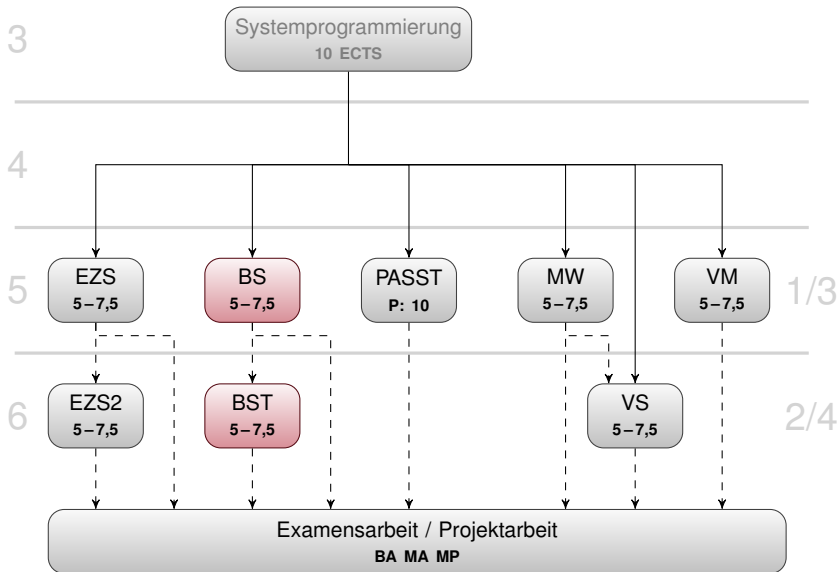 3
Systemprogrammierung
10 ECTS
4
5
EZS
5–7,5
BS
5–7,5
PASST
P: 10
MW
5–7,5
VM
5–7,5
1/3
6
EZS2
5–7,5
BST
5–7,5
VS
5–7,5
2/4
Examensarbeit / Projektarbeit
BA MA MP